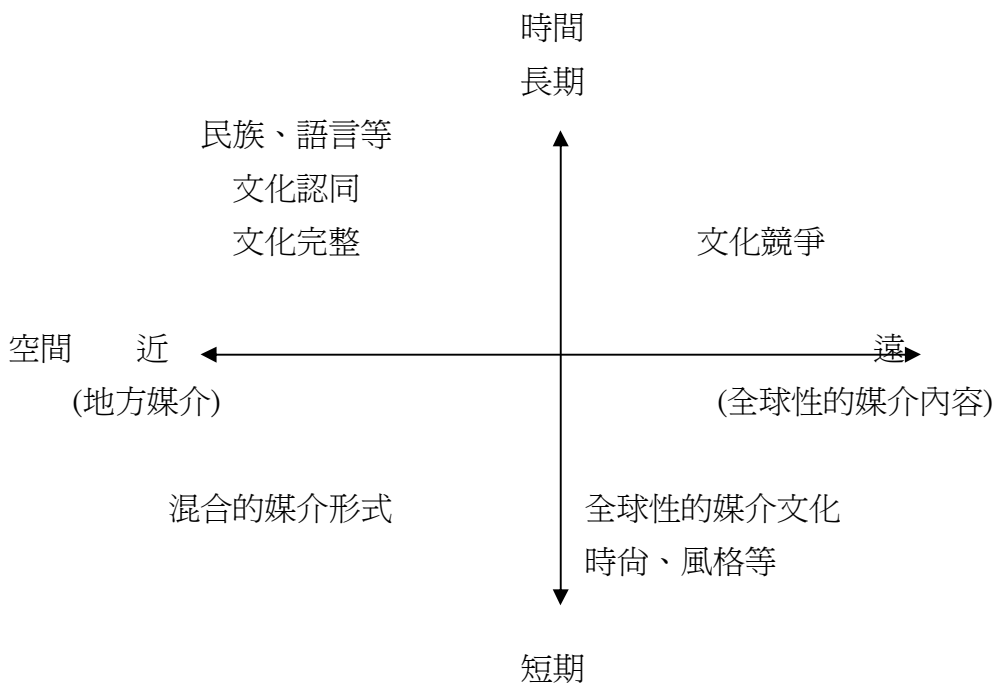 時間
長期
民族、語言等
文化認同
文化完整 文化競爭
空間 近 遠
(地方媒介) (全球性的媒介內容)
混合的媒介形式 全球性的媒介文化
時尚、風格等
短期